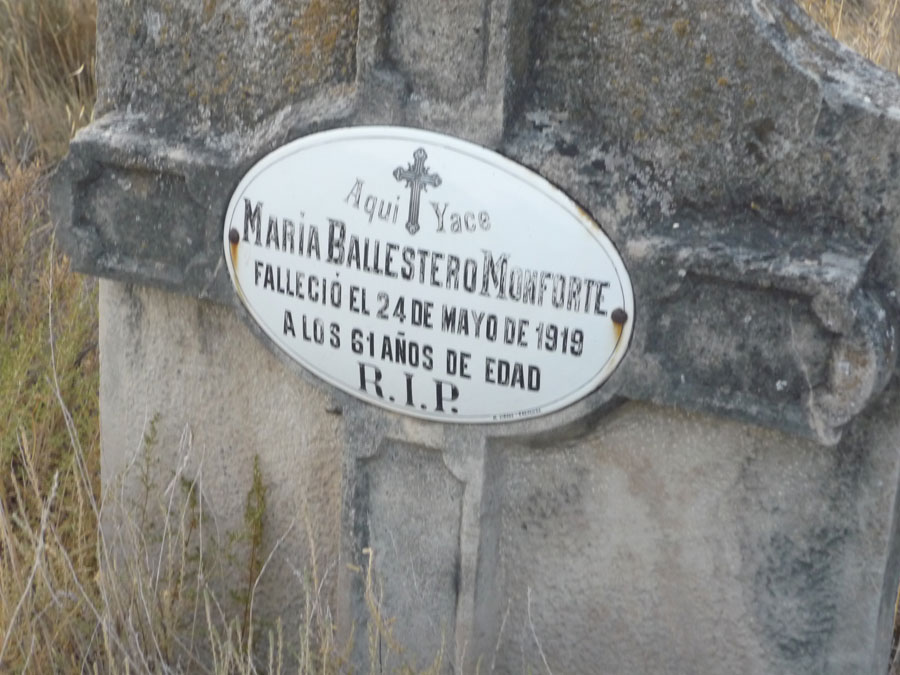 Aqui Yace
MARIA BALLESTERO MONFORTE
FALLECIÓ EL 24 DE MAYO DE 1919
A LOS 61 AÑOS DE EDAD
R.I.P.